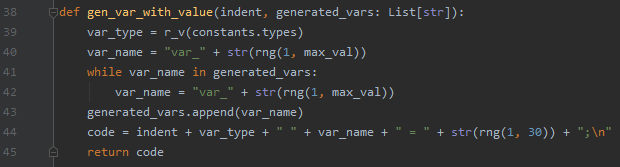 38 def gen_var_with_value(indent, generated_vars: List[str]):
39     var_type = r_v(constants.types)
40     var_name = "var_" + str(rng(1, max_val))
41     while var_name in generated_vars:
42         var_name = "var_" + str(rng(1, max_val))
43     generated_vars.append(var_name)
44     code = indent + var_type + " " + var_name + " = " + str(rng(1, 30)) + ";\n"
45     return code